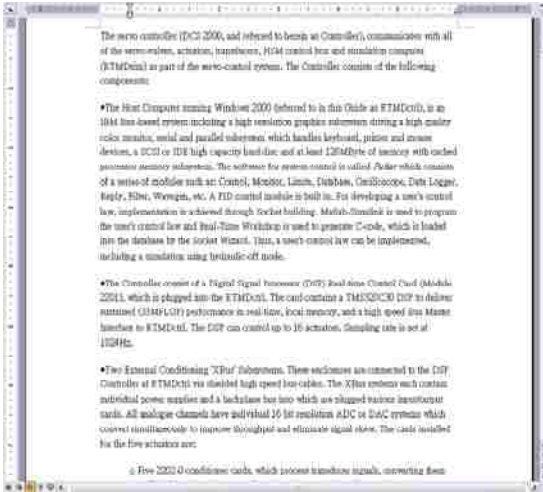 The servo controller (DCS 2000, and referred to herein as Controller), communicates with all
of the servo-valves, actuators, transducers, HSM control box and simulation computer
(RTMDsim) as part of the servo-control system. The Controller consists of the following
components:
•The Host Computer running Windows 2000 (referred to in this Guide as RTMDctrl), is an
IBM Bus-based system including a high resolution graphics subsystem driving a high quality
color monitor, serial and parallel subsystem which handles keyboard, printer and mouse
devices, a SCSI or IDE high capacity hard disc and at least 128MByte of memory with cached
processor memory subsystem. The software for system control is called which consists
of a series of modules such as: Control, Monitor, Limits, Database, Oscilloscope, Data Logger,
Reply, Filter, Wavegen, etc. A PID control module is built in. For developing a user's control
law, implementation is achieved through Socket building. Matlab-Simulink is used to program
the user's control law and Real-Time Workshop is used to generate C-code, which is loaded
into the database by the Socket Wizard. Thus, a user's control law can be implemented,
including a simulation using hydraulic-off mode.
•The Controller consist of a Digital Signal Processor (DSP) Real-time Control Card (Module
2201), which is plugged into the RTMDctrl. The card contains a TMS320C30 DSP to deliver
sustained (33MFLOP) performance in real-time, local memory, and a high speed Bus Master
Interface to RTMDctrl. The DSP can control up to 16 actuators. Sampling rate is set at
1024Hz.
•Two External Conditioning 'XBus' Subsystems. These enclosures are connected to the DSP
Controller at RTMDctrl via shielded high speed bus cables. The XBus systems each contain
individual power supplies and a backplane bus into which are plugged various input/output
cards. All analogue channels have individual 16 bit resolution ADC or DAC systems which
convert simultaneously to improve throughput and eliminate signal skew. The cards installed
for the five actuators are:
o Five 2202 conditioner cards, which process transducer signals, converting them